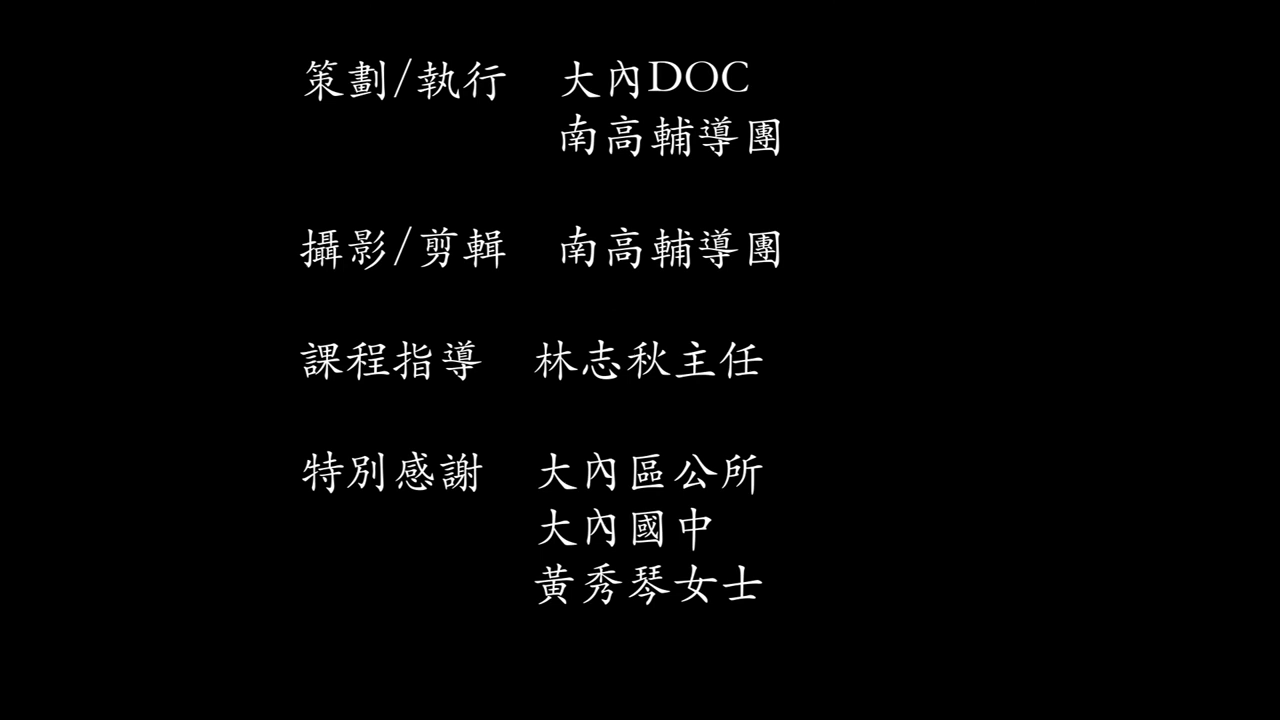 策劃/執行 大內DOC
南高輔導團
攝影/剪輯 南高輔導團
課程指導 林志秋主任
特別感謝 大內區公所
大內國中
黃秀琴女士